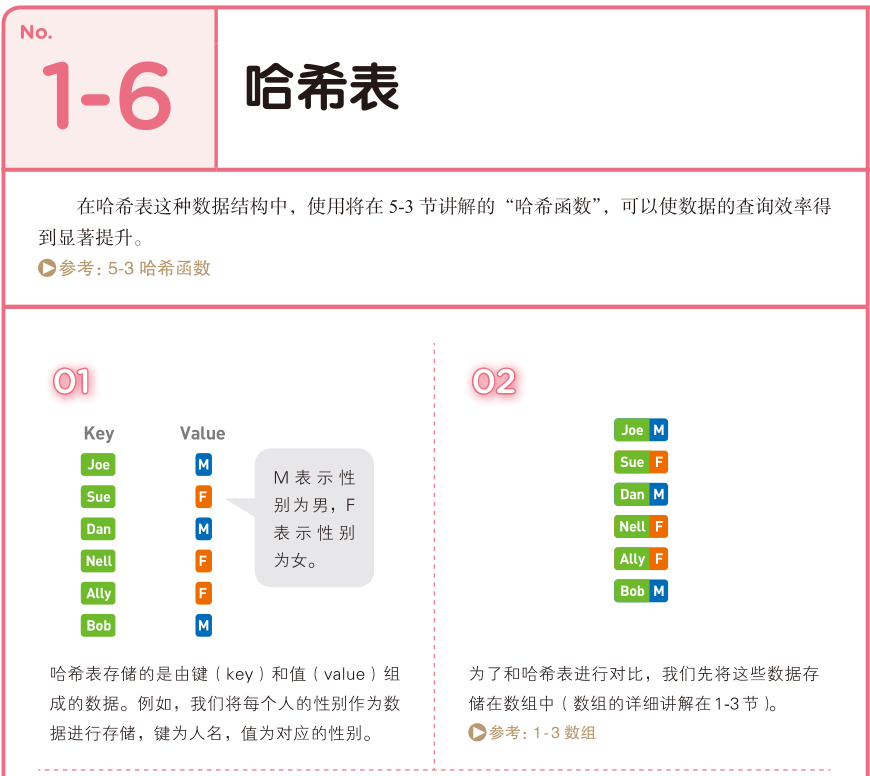 No.
1-6
哈希表
在哈希表这种数据结构中，使用将在 5-3 节讲解的“哈希函数”，可以使数据的查询效率得
到显著提升。
参考：5-3 哈希函数
01
Key Value
Joe M
Sue F
Dan M
Nell F
Ally F
Bob M
M 表示性
别为男，F
表示性别
为女。
哈希表存储的是由键（key）和值（value）组
成的数据。例如，我们将每个人的性别作为数
据进行存储，键为人名，值为对应的性别。
02
Joe M
Sue F
Dan M
Nell F
Ally F
Bob M
为了和哈希表进行对比，我们先将这些数据存
储在数组中（数组的详细讲解在1-3节）。
参考：1-3 数组